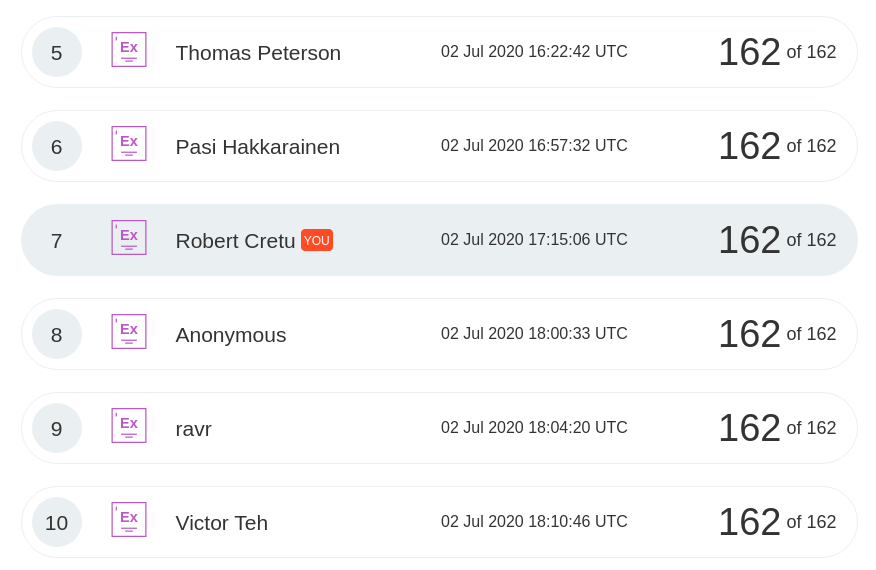 5 Ex Thomas Peterson 02 Jul 2020 16:22:42 UTC 162 of 162
6 Ex Pasi Hakkarainen 02 Jul 2020 16:57:32 UTC 162 of 162
7 Ex Robert Cretu YOU 02 Jul 2020 17:15:06 UTC 162 of 162
8 Ex Anonymous 02 Jul 2020 18:00:33 UTC 162 of 162
9 Ex ravr 02 Jul 2020 18:04:20 UTC 162 of 162
10 Ex Victor Teh 02 Jul 2020 18:10:46 UTC 162 of 162